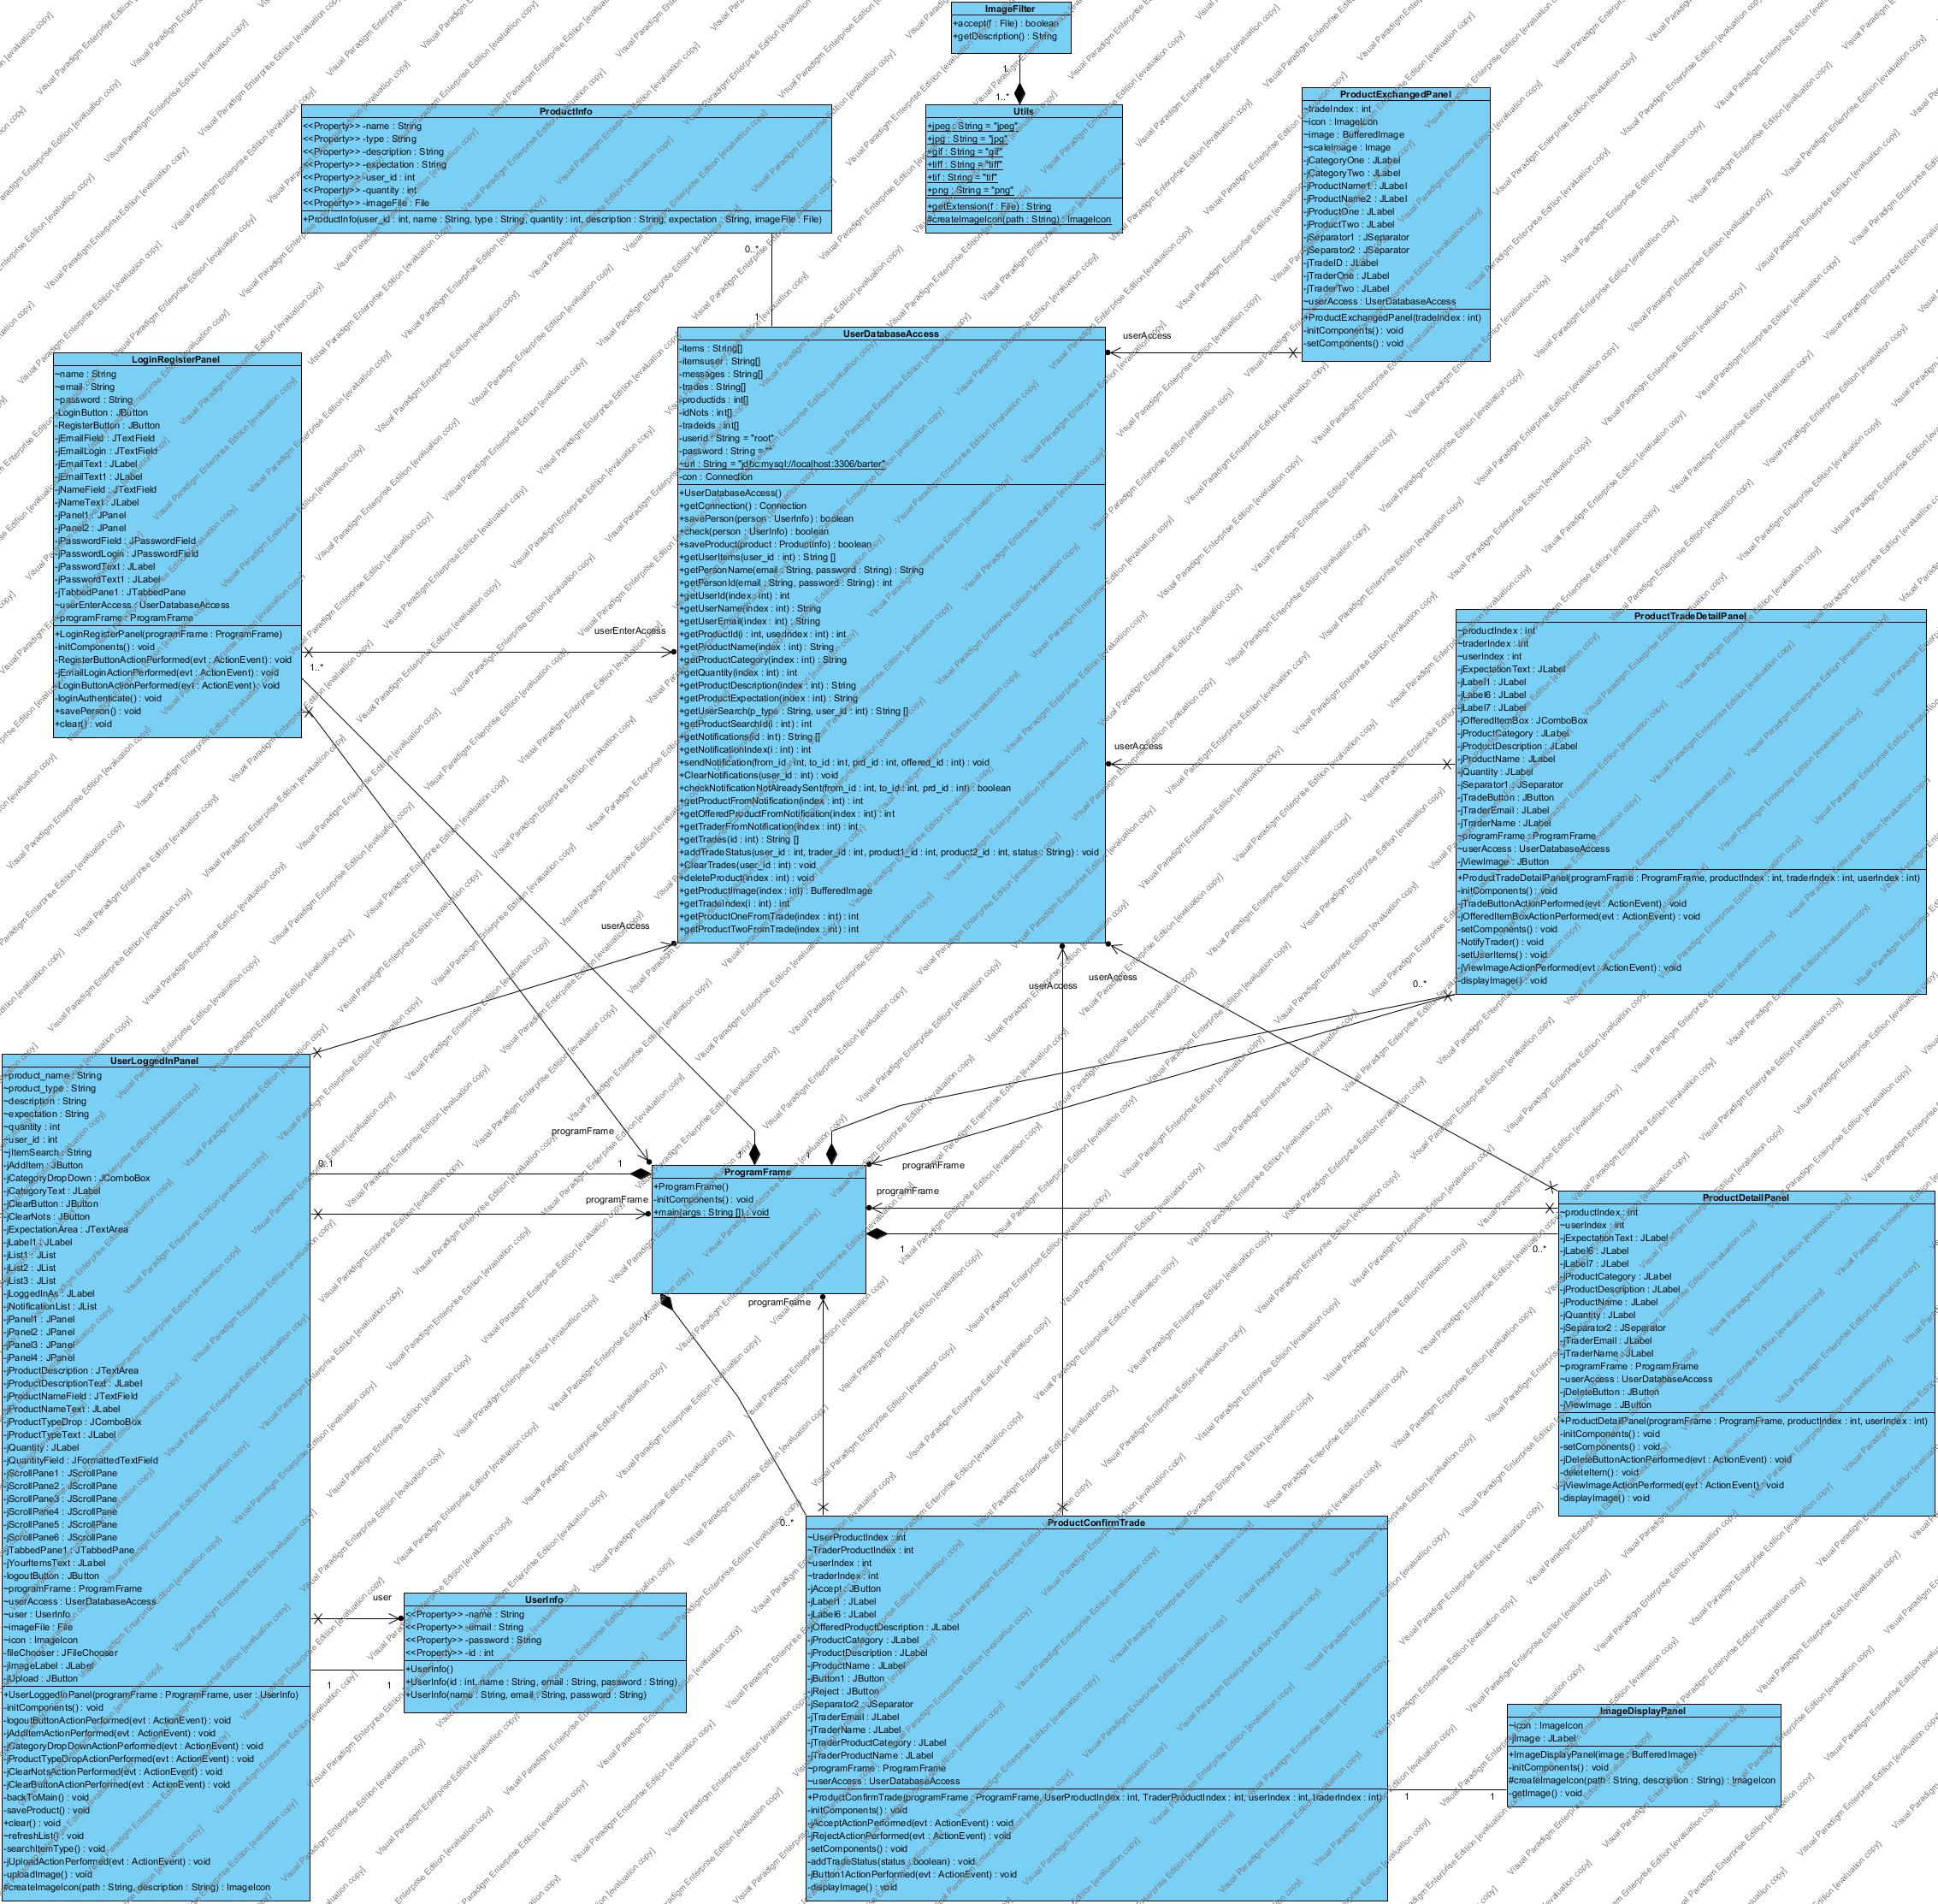 ImageFilter
+accept(f : File) : boolean
+getDescription() : String
1
1..*
Utils
+jpeg : String = "jpeg"
+jpg : String = "jpg"
+gif : String = "gif"
+tiff : String = "tiff"
+tif : String = "tif"
+png : String = "png"
+getExtension(f : File) : String
#createImageIcon(path : String) : ImageIcon
ProductInfo
<<Property>> -name : String
<<Property>> -type : String
<<Property>> -description : String
<<Property>> -expectation : String
<<Property>> -user_id : int
<<Property>> -quantity : int
<<Property>> -imageFile : File
+ProductInfo(user_id : int, name : String, type : String, quantity : int, description : String, expectation : String, imageFile : File)
0..*
1
ProductExchangedPanel
~tradeIndex : int
~icon : ImageIcon
~image : BufferedImage
~scaleImage : Image
-jCategoryOne : JLabel
-jCategoryTwo : JLabel
-jProductName1 : JLabel
-jProductName2 : JLabel
-jProductOne : JLabel
-jProductTwo : JLabel
-jSeparator1 : JSeparator
-jSeparator2 : JSeparator
-jTradeID : JLabel
-jTraderOne : JLabel
-jTraderTwo : JLabel
~userAccess : UserDatabaseAccess
+ProductExchangedPanel(tradeIndex : int)
-initComponents() : void
-setComponents() : void
userAccess
UserDatabaseAccess
-items : String[]
-itemsuser : String[]
-messages : String[]
-trades : String[]
-productids : int[]
-idNots : int[]
-tradeids : int[]
-userid : String = "root"
-password : String = ""
~url : String = "jdbc:mysql://localhost:3306/barter"
-con : Connection
+UserDatabaseAccess()
+getConnection() : Connection
+savePerson(person : UserInfo) : boolean
+check(person : UserInfo) : boolean
+saveProduct(product : ProductInfo) : boolean
+getUserItems(user_id : int) : String []
+getPersonName(email : String, password : String) : String
+getPersonId(email : String, password : String) : int
+getUserId(index : int) : int
+getUserName(index : int) : String
+getUserEmail(index : int) : String
+getProductId(i : int, userIndex : int) : int
+getProductName(index : int) : String
+getProductCategory(index : int) : String
+getQuantity(index : int) : int
+getProductDescription(index : int) : String
+getProductExpectation(index : int) : String
+getUserSearch(p_type : String, user_id : int) : String []
+getProductSearchId(i : int) : int
+getNotifications(id : int) : String []
+getNotificationIndex(i : int) : int
+sendNotification(from_id : int, to_id : int, prd_id : int, offered_id : int) : void
+ClearNotifications(user_id : int) : void
+checkNotificationNotAlreadySent(from_id : int, to_id : int, prd_id : int) : boolean
+getProductFromNotification(index : int) : int
+getOfferedProductFromNotification(index : int) : int
+getTraderFromNotification(index : int) : int
+getTrades(id : int) : String []
+addTradeStatus(user_id : int, trader_id : int, product1_id : int, product2_id : int, status : String) : void
+ClearTrades(user_id : int) : void
+deleteProduct(index : int) : void
+getProductImage(index : int) : BufferedImage
+getTradeIndex(i : int) : int
+getProductOneFromTrade(index : int) : int
+getProductTwoFromTrade(index : int) : int
LoginRegisterPanel
~name : String
~email : String
~password : String
-LoginButton : JButton
-RegisterButton : JButton
-jEmailField : JTextField
-jEmailLogin : JTextField
-jEmailText : JLabel
-jEmailText1 : JLabel
-jNameField : JTextField
-jNameText : JLabel
-jPanel1 : JPanel
-jPanel2 : JPanel
-jPasswordField : JPasswordField
-jPasswordLogin : JPasswordField
-jPasswordText : JLabel
-jPasswordText1 : JLabel
-jTabbedPane1 : JTabbedPane
~userEnterAccess : UserDatabaseAccess
~programFrame : ProgramFrame
+LoginRegisterPanel(programFrame : ProgramFrame)
-initComponents() : void
-RegisterButtonActionPerformed(evt : ActionEvent) : void
-jEmailLoginActionPerformed(evt : ActionEvent) : void
-LoginButtonActionPerformed(evt : ActionEvent) : void
-loginAuthenticate() : void
+savePerson() : void
+clear() : void
userEnterAccess
1..*
ProductTradeDetailPanel
~productIndex : int
~traderIndex : int
~userIndex : int
-jExpectationText : JLabel
-jLabel1 : JLabel
-jLabel6 : JLabel
-jLabel7 : JLabel
-jOfferedItemBox : JComboBox
-jProductCategory : JLabel
-jProductDescription : JLabel
-jProductName : JLabel
-jQuantity : JLabel
-jSeparator1 : JSeparator
-jTradeButton : JButton
-jTraderEmail : JLabel
-jTraderName : JLabel
~programFrame : ProgramFrame
~userAccess : UserDatabaseAccess
-jViewImage : JButton
+ProductTradeDetailPanel(programFrame : ProgramFrame, productIndex : int, traderIndex : int, userIndex : int)
-initComponents() : void
-jTradeButtonActionPerformed(evt : ActionEvent) : void
-jOfferedItemBoxActionPerformed(evt : ActionEvent) : void
-setComponents() : void
-NotifyTrader() : void
-setUserItems() : void
-jViewImageActionPerformed(evt : ActionEvent) : void
-displayImage() : void
userAccess
userAccess
userAccess
userAccess
0..*
UserLoggedInPanel
~product_name : String
~product_type : String
~description : String
~expectation : String
~quantity : int
~user_id : int
~jItemSearch : String
-jAddItem : JButton
-jCategoryDropDown : JComboBox
-jCategoryText : JLabel
-jClearButton : JButton
-jClearNots : JButton
-jExpectationArea : JTextArea
-jLabel1 : JLabel
-jList1 : JList
-jList2 : JList
-jList3 : JList
-jLoggedInAs : JLabel
-jNotificationList : JList
-jPanel1 : JPanel
-jPanel2 : JPanel
-jPanel3 : JPanel
-jPanel4 : JPanel
-jProductDescription : JTextArea
-jProductDescriptionText : JLabel
-jProductNameField : JTextField
-jProductNameText : JLabel
-jProductTypeDrop : JComboBox
-jProductTypeText : JLabel
-jQuantity : JLabel
-jQuantityField : JFormattedTextField
-jScrollPane1 : JScrollPane
-jScrollPane2 : JScrollPane
-jScrollPane3 : JScrollPane
-jScrollPane4 : JScrollPane
-jScrollPane5 : JScrollPane
-jScrollPane6 : JScrollPane
-jTabbedPane1 : JTabbedPane
-jYourItemsText : JLabel
-logoutButton : JButton
~programFrame : ProgramFrame
~userAccess : UserDatabaseAccess
~user : UserInfo
~imageFile : File
~icon : ImageIcon
-fileChooser : JFileChooser
-jImageLabel : JLabel
-jUpload : JButton
+UserLoggedInPanel(programFrame : ProgramFrame, user : UserInfo)
-initComponents() : void
-logoutButtonActionPerformed(evt : ActionEvent) : void
-jAddItemActionPerformed(evt : ActionEvent) : void
-jCategoryDropDownActionPerformed(evt : ActionEvent) : void
-jProductTypeDropActionPerformed(evt : ActionEvent) : void
-jClearNotsActionPerformed(evt : ActionEvent) : void
-jClearButtonActionPerformed(evt : ActionEvent) : void
-backToMain() : void
-saveProduct() : void
+clear() : void
~refreshList() : void
-searchItemType() : void
-jUploadActionPerformed(evt : ActionEvent) : void
-uploadImage() : void
#createImageIcon(path : String, description : String) : ImageIcon
programFrame
0..1
1
programFrame
1
programFrame
programFrame
1
0..*
ProgramFrame
+ProgramFrame()
-initComponents() : void
+main(args : String []) : void
1
programFrame
0..*
ProductDetailPanel
~productIndex : int
~userIndex : int
-jExpectationText : JLabel
-jLabel6 : JLabel
-jLabel7 : JLabel
-jProductCategory : JLabel
-jProductDescription : JLabel
-jProductName : JLabel
-jQuantity : JLabel
-jSeparator2 : JSeparator
-jTraderEmail : JLabel
-jTraderName : JLabel
~programFrame : ProgramFrame
~userAccess : UserDatabaseAccess
-jDeleteButton : JButton
-jViewImage : JButton
+ProductDetailPanel(programFrame : ProgramFrame, productIndex : int, userIndex : int)
-initComponents() : void
-setComponents() : void
-jDeleteButtonActionPerformed(evt : ActionEvent) : void
-deleteItem() : void
-jViewImageActionPerformed(evt : ActionEvent) : void
-displayImage() : void
user
1
1
UserInfo
<<Property>> -name : String
<<Property>> -email : String
<<Property>> -password : String
<<Property>> -id : int
+UserInfo()
+UserInfo(id : int, name : String, email : String, password : String)
+UserInfo(name : String, email : String, password : String)
ProductConfirmTrade
~UserProductIndex : int
~TraderProductIndex : int
~userIndex : int
~traderIndex : int
-jAccept : JButton
-jLabel1 : JLabel
-jLabel6 : JLabel
-jOfferedProductDescription : JLabel
-jProductCategory : JLabel
-jProductDescription : JLabel
-jProductName : JLabel
-jButton1 : JButton
-jReject : JButton
-jSeparator2 : JSeparator
-jTraderEmail : JLabel
-jTraderName : JLabel
-jTraderProductCategory : JLabel
-jTraderProductName : JLabel
~programFrame : ProgramFrame
~userAccess : UserDatabaseAccess
+ProductConfirmTrade(programFrame : ProgramFrame, UserProductIndex : int, TraderProductIndex : int, userIndex : int, traderIndex : int)
-initComponents() : void
-jAcceptActionPerformed(evt : ActionEvent) : void
-jRejectActionPerformed(evt : ActionEvent) : void
-setComponents() : void
-addTradeStatus(status : boolean) : void
-jButton1ActionPerformed(evt : ActionEvent) : void
-displayImage() : void
1
1
ImageDisplayPanel
~icon : ImageIcon
-jImage : JLabel
+ImageDisplayPanel(image : BufferedImage)
-initComponents() : void
#createImageIcon(path : String, description : String) : ImageIcon
-getImage() : void
Visual Paradigm Enterprise Edition [evaluation copy]